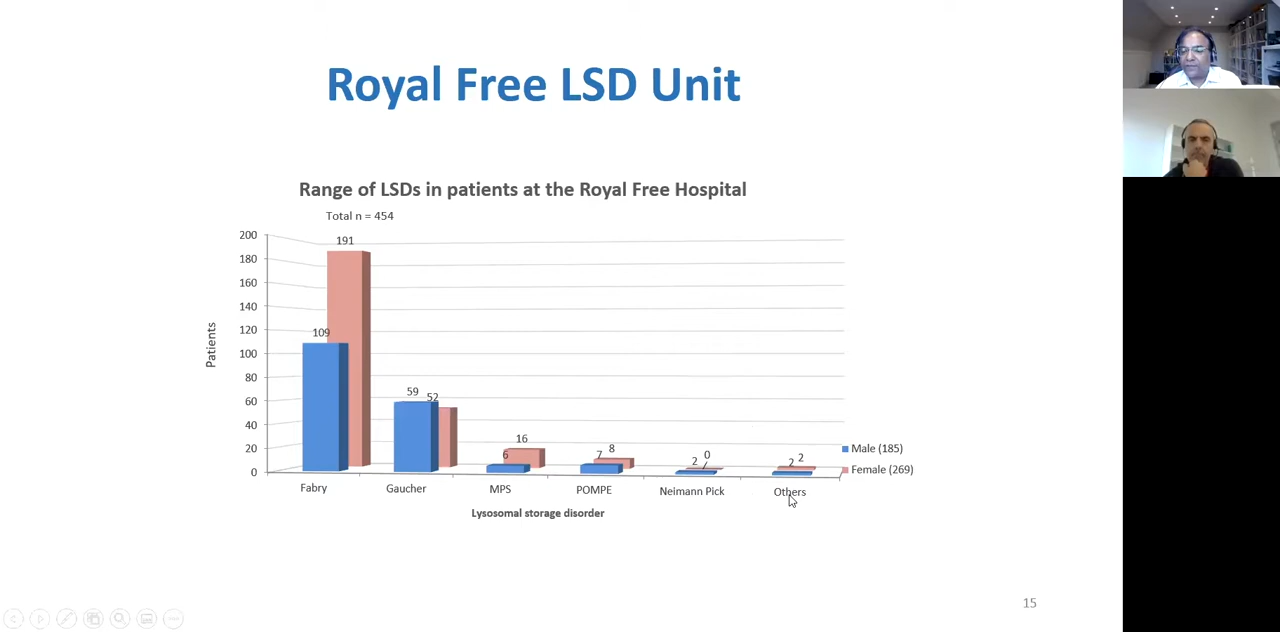 Royal Free LSD Unit
Range of LSDs in patients at the Royal Free Hospital
Total n = 454
200
180
160
140
120
100
80
60
40
20
0
Patients
109
191
59
52
6
16
7
8
2
0
2
2
Fabry
Gaucher
MPS
POMPE
Neimann Pick
Others
Lysosomal storage disorder
Male (185)
Female (269)
15